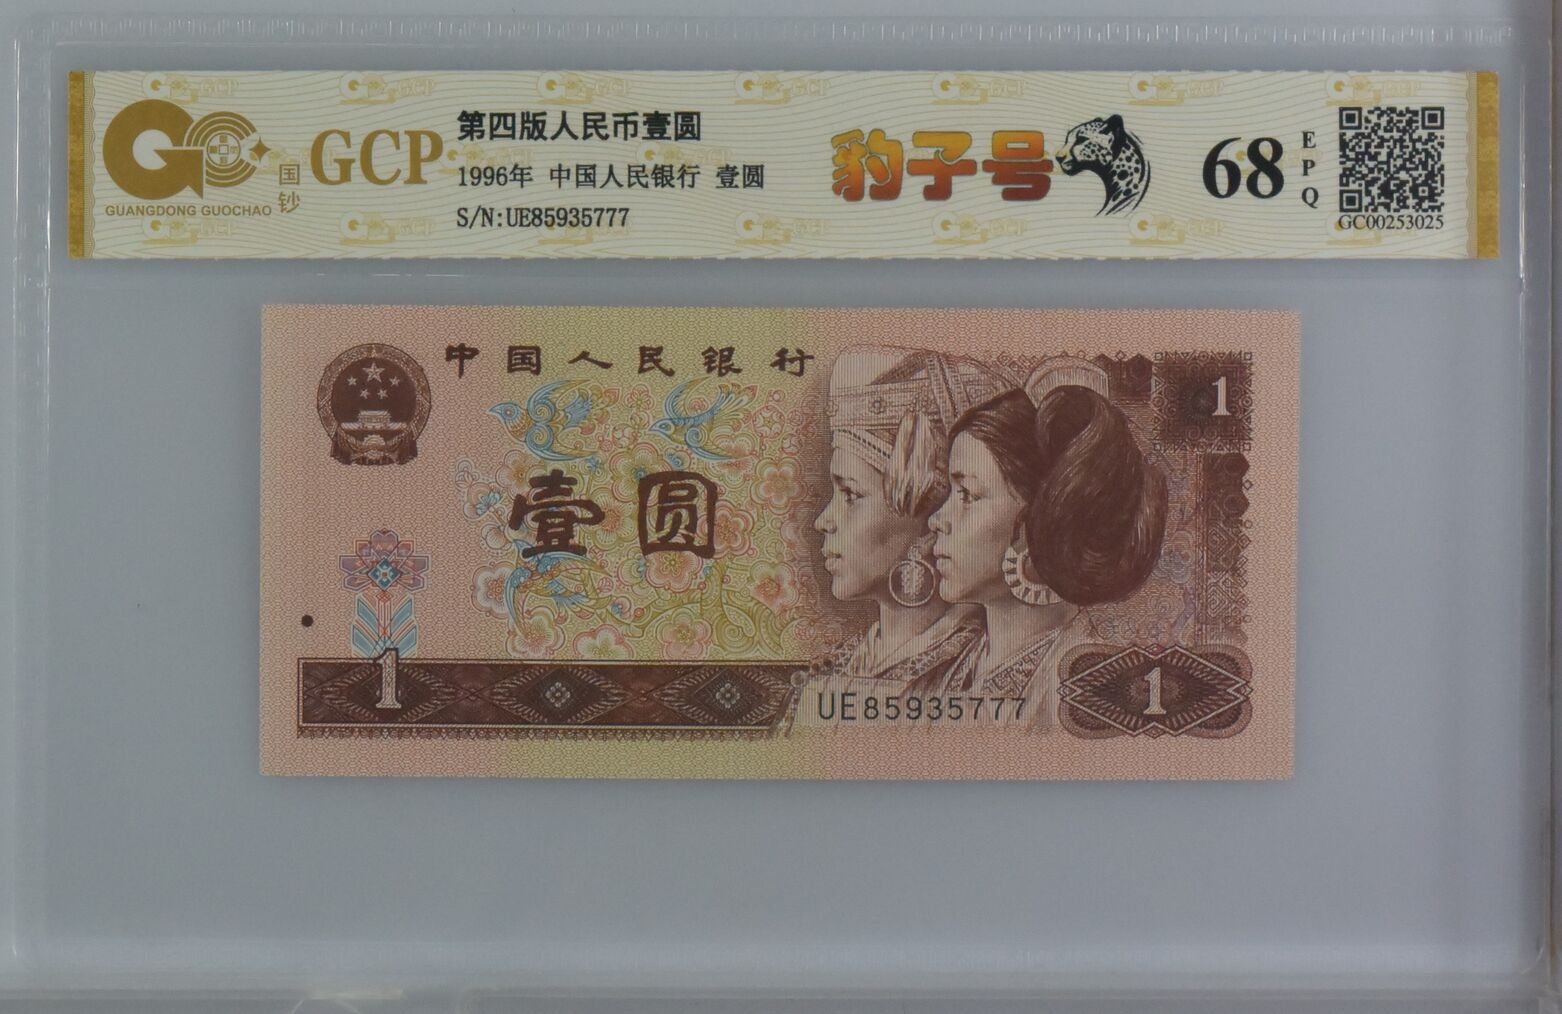 GCP
GUANGDONG GUOCHAO
国钞
第四版人民币壹圆
1996年 中国人民银行 壹圆
S/N:UE85935777
豹子号
68
EPQ
GC00253025
中国人民银行
1
壹圆
1
UE85935777
1